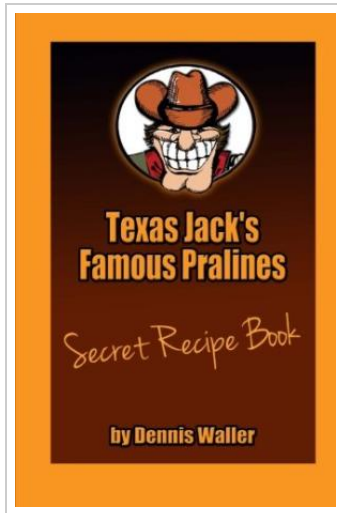 Texas Jack's
Famous Pralines
Secret Recipe Book
by Dennis Waller